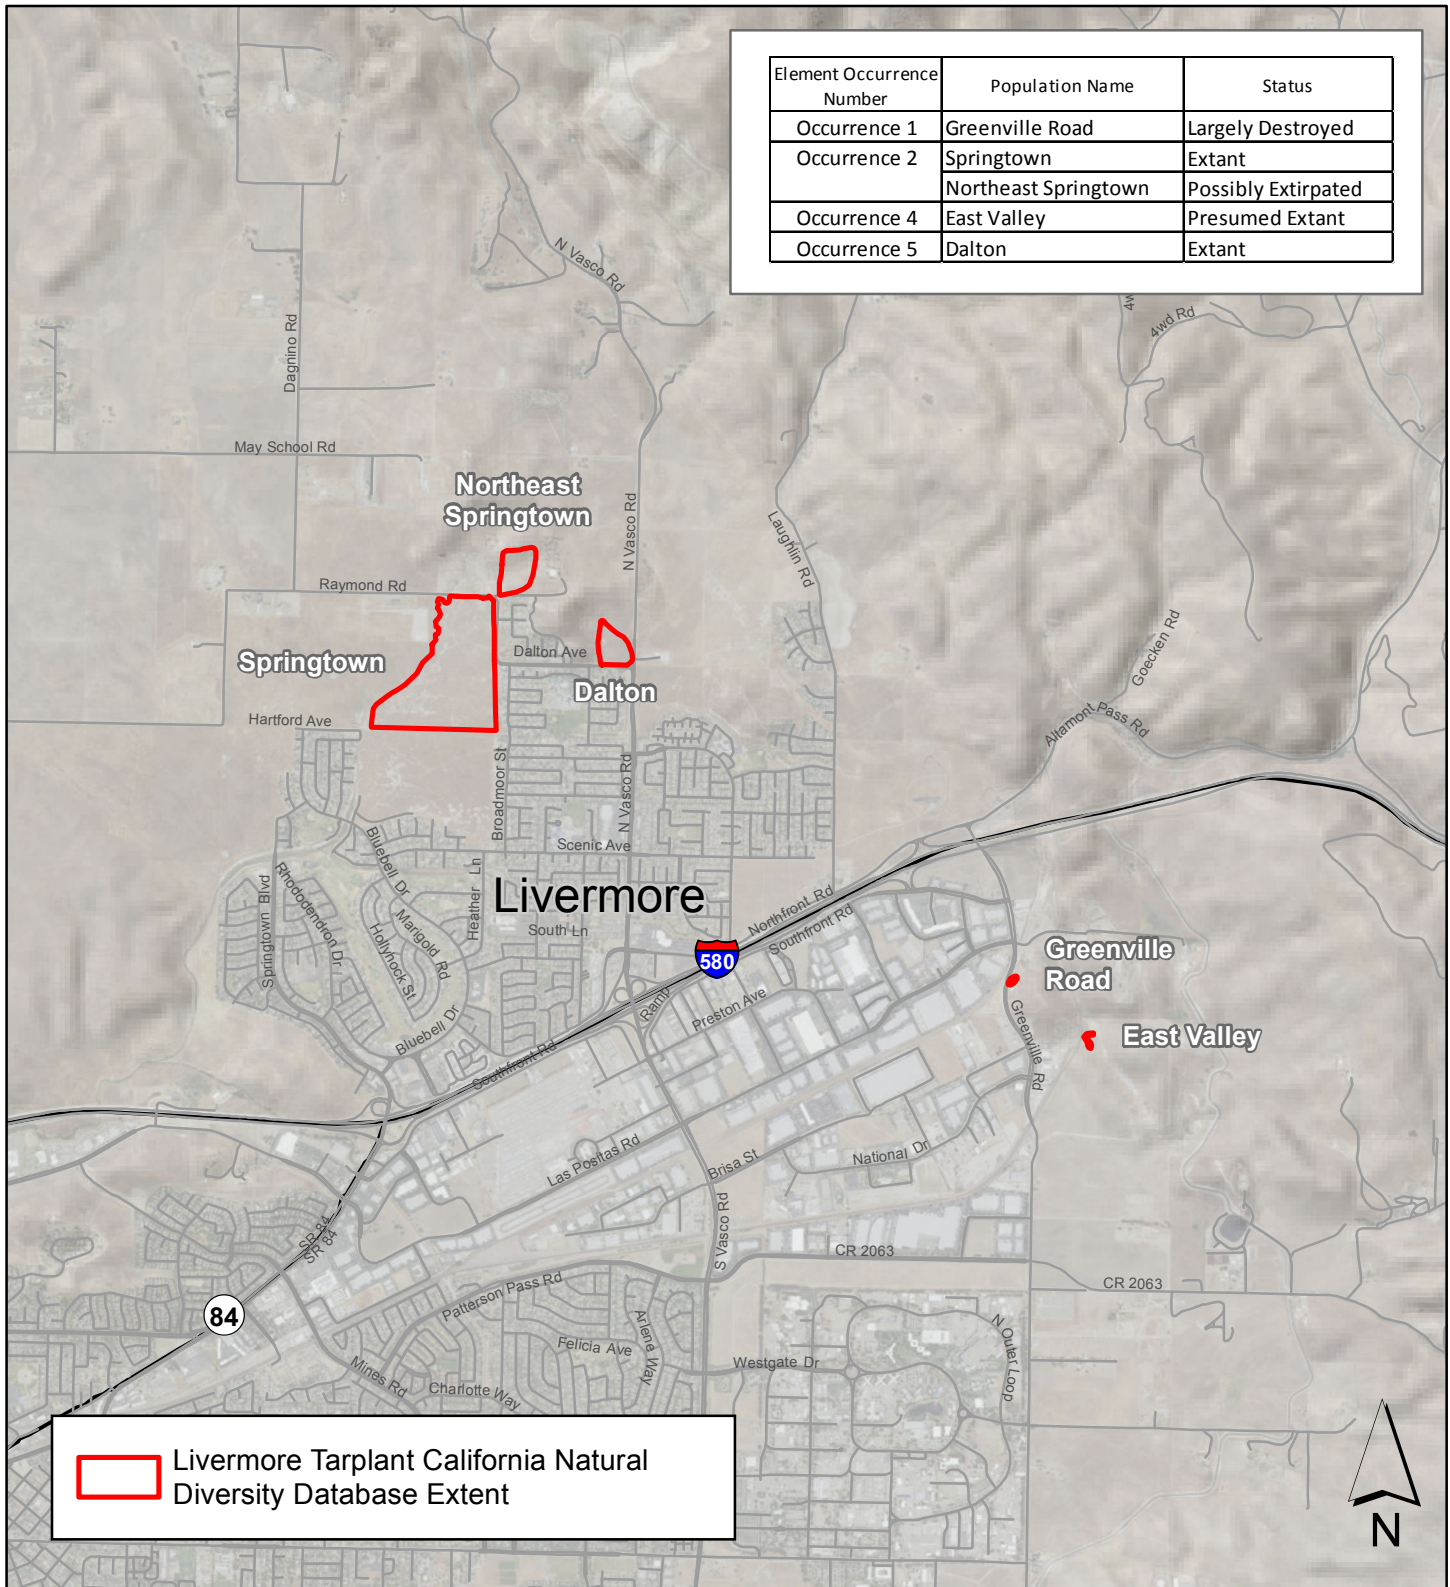 Element Occurrence Number Population Name Status
Occurrence 1 Greenville Road Largely Destroyed
Occurrence 2 Springtown Extant
Northeast Springtown Possibly Extirpated
Occurrence 4 East Valley Presumed Extant
Occurrence 5 Dalton Extant
N Vasco Rd
4w
4wd Rd
Dagnino Rd
May School Rd
Northeast
Springtown
N Vasco Rd
Laughlin Rd
Raymond Rd
Springtown
Dalton Ave
Dalton
Goecken Rd
Hartford Ave
Altamont Pass Rd
Broadmoor St
N Vasco Rd
Scenic Ave
Bluebell Dr
Rhododendron Dr
Springtown Blvd
Heather Ln
Livermore
Marigold Rd
Hollyhock St
South Ln
Northfront Rd
Southfront Rd
580
Greenville
Road
Ramp
Preston Ave
Greenville Rd
East Valley
Bluebell Dr
Southfront Rd
Las Positas Rd
Brisa St
National Dr
SR 84
SR 84
S Vasco Rd
CR 2063
CR 2063
84
Patterson Pass Rd
Felicia Ave
Arlene Way
Westgate Dr
N Outer Loop
Mines Rd
Charlotte Way
Livermore Tarplant California Natural
Diversity Database Extent
N